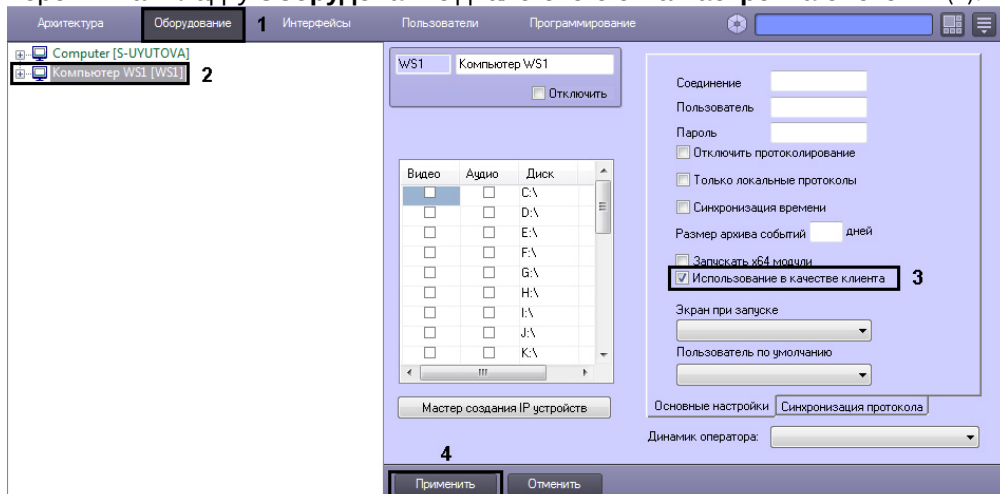 Архитектура Оборудование 1 Интерфейсы Пользователи Программирование
Computer [S-UYUTOVA]
Компьютер WS1 [WS1] 2
WS1 Компьютер WS1
Отключить
Видео Аудио Диск
C:\
D:\
E:\
F:\
G:\
H:\
I:\
J:\
K:\
Мастер создания IP устройств
Соединение
Пользователь
Пароль
Отключить протоколирование
Только локальные протоколы
Синхронизация времени
Размер архива событий дней
Запускать x64 модули
Использование в качестве клиента 3
Экран при запуске
Пользователь по умолчанию
Основные настройки Синхронизация протокола
Динамик оператора:
4
Применить Отменить